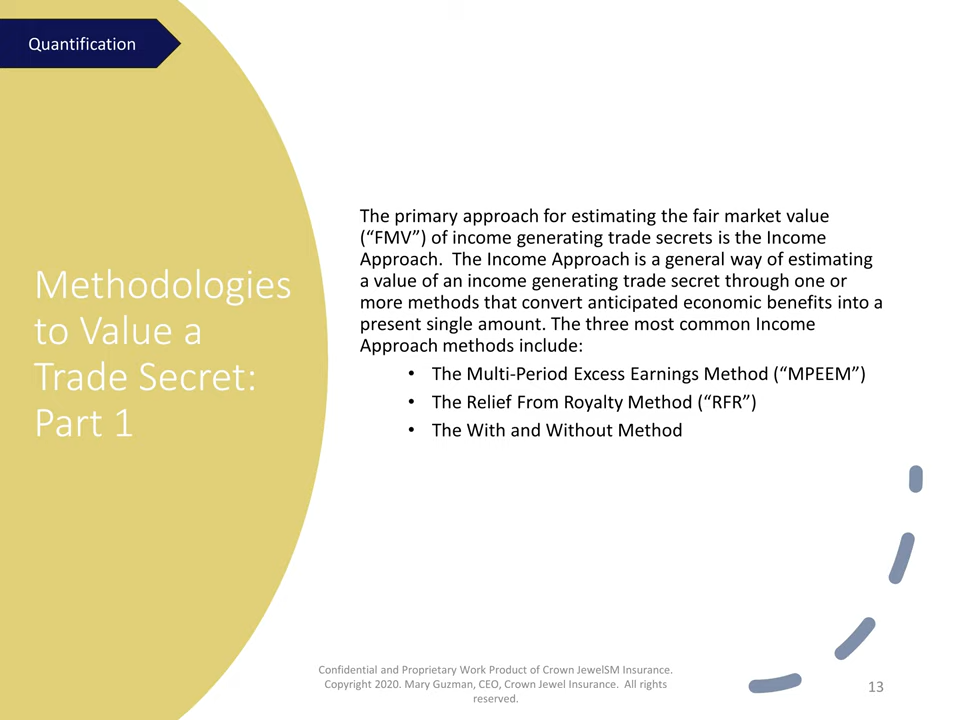 Quantification
Methodologies
to Value a
Trade Secret:
Part 1
The primary approach for estimating the fair market value
(“FMV”) of income generating trade secrets is the Income
Approach.  The Income Approach is a general way of estimating
a value of an income generating trade secret through one or
more methods that convert anticipated economic benefits into a
present single amount. The three most common Income
Approach methods include:
• The Multi-Period Excess Earnings Method (“MPEEM”)
• The Relief From Royalty Method (“RFR”)
• The With and Without Method
Confidential and Proprietary Work Product of Crown JewelSM Insurance.
Copyright 2020. Mary Guzman, CEO, Crown Jewel Insurance.  All rights
reserved.
13